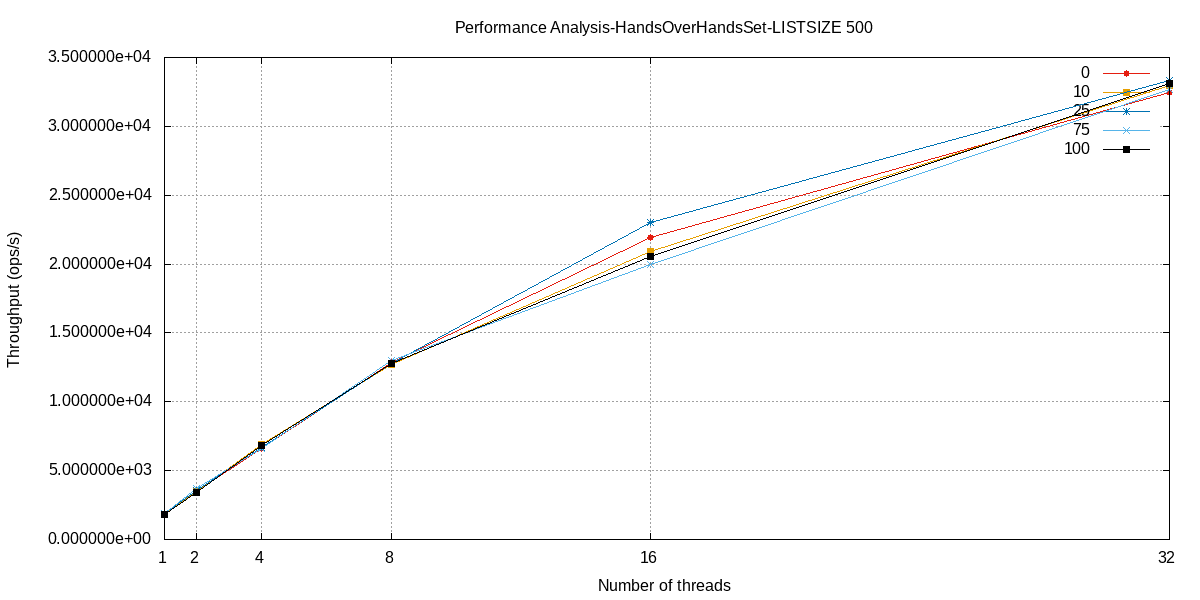 Performance Analysis-HandsOverHandsSet-LISTSIZE 500
3.500000e+04
3.000000e+04
2.500000e+04
2.000000e+04
1.500000e+04
1.000000e+04
5.000000e+03
0.000000e+00
Throughput (ops/s)
0
10
25
75
100
1 2 4 8 16 32
Number of threads